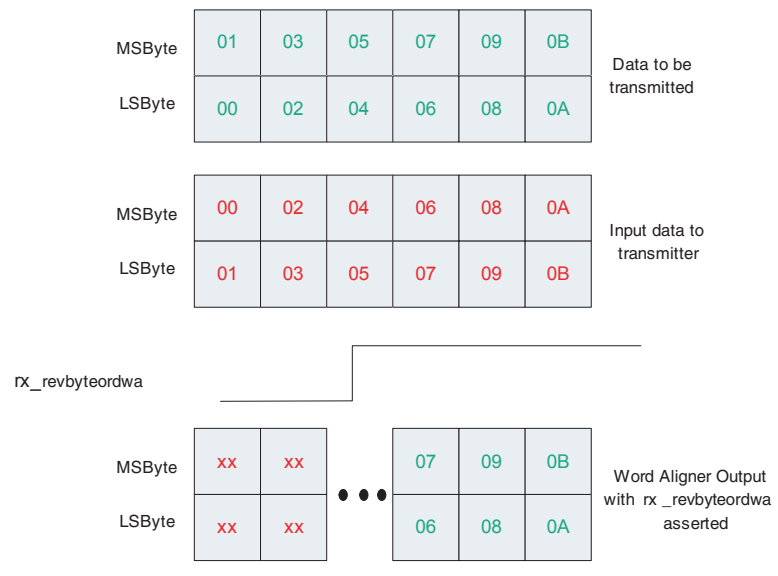 MSByte 01 03 05 07 09 0B
LSByte 00 02 04 06 08 0A
Data to be
transmitted
MSByte 00 02 04 06 08 0A
LSByte 01 03 05 07 09 0B
Input data to
transmitter
rx_revbyteordwa
MSByte xx xx 07 09 0B
LSByte xx xx 06 08 0A
Word Aligner Output
with rx _revbyteordwa
asserted